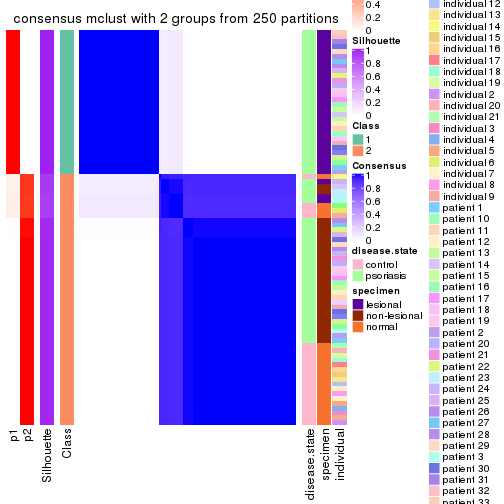 consensus mclust with 2 groups from 250 partitions
p1
p2
Silhouette
Class
disease.state
specimen
individual
0.4
0.2
0
Silhouette
1
0.8
0.6
0.4
0.2
0
Class
1
2
Consensus
1
0.8
0.6
0.4
0.2
0
disease.state
control
psoriasis
specimen
lesional
non-lesional
normal
individual 12
individual 13
individual 14
individual 15
individual 16
individual 17
individual 18
individual 19
individual 2
individual 20
individual 21
individual 3
individual 4
individual 5
individual 6
individual 7
individual 8
individual 9
patient 1
patient 10
patient 11
patient 12
patient 13
patient 14
patient 15
patient 16
patient 17
patient 18
patient 19
patient 2
patient 20
patient 21
patient 22
patient 23
patient 24
patient 25
patient 26
patient 27
patient 28
patient 29
patient 3
patient 30
patient 31
patient 32
patient 33